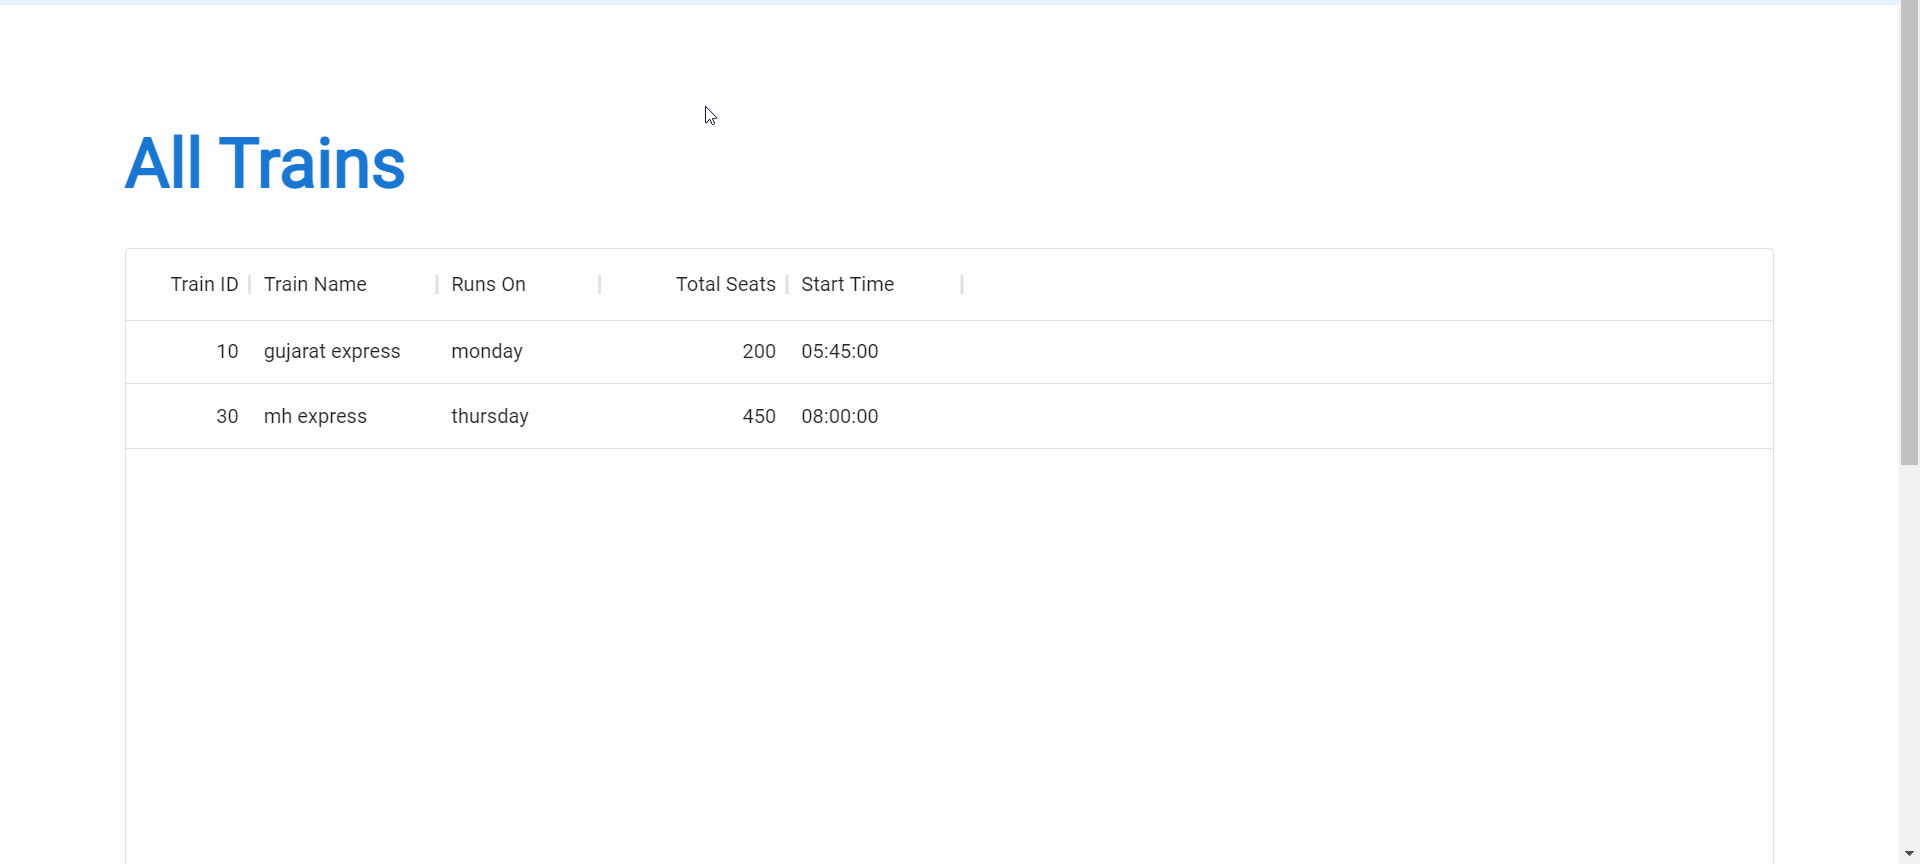 All Trains
Train ID Train Name Runs On Total Seats Start Time
10 gujarat express monday 200 05:45:00
30 mh express thursday 450 08:00:00